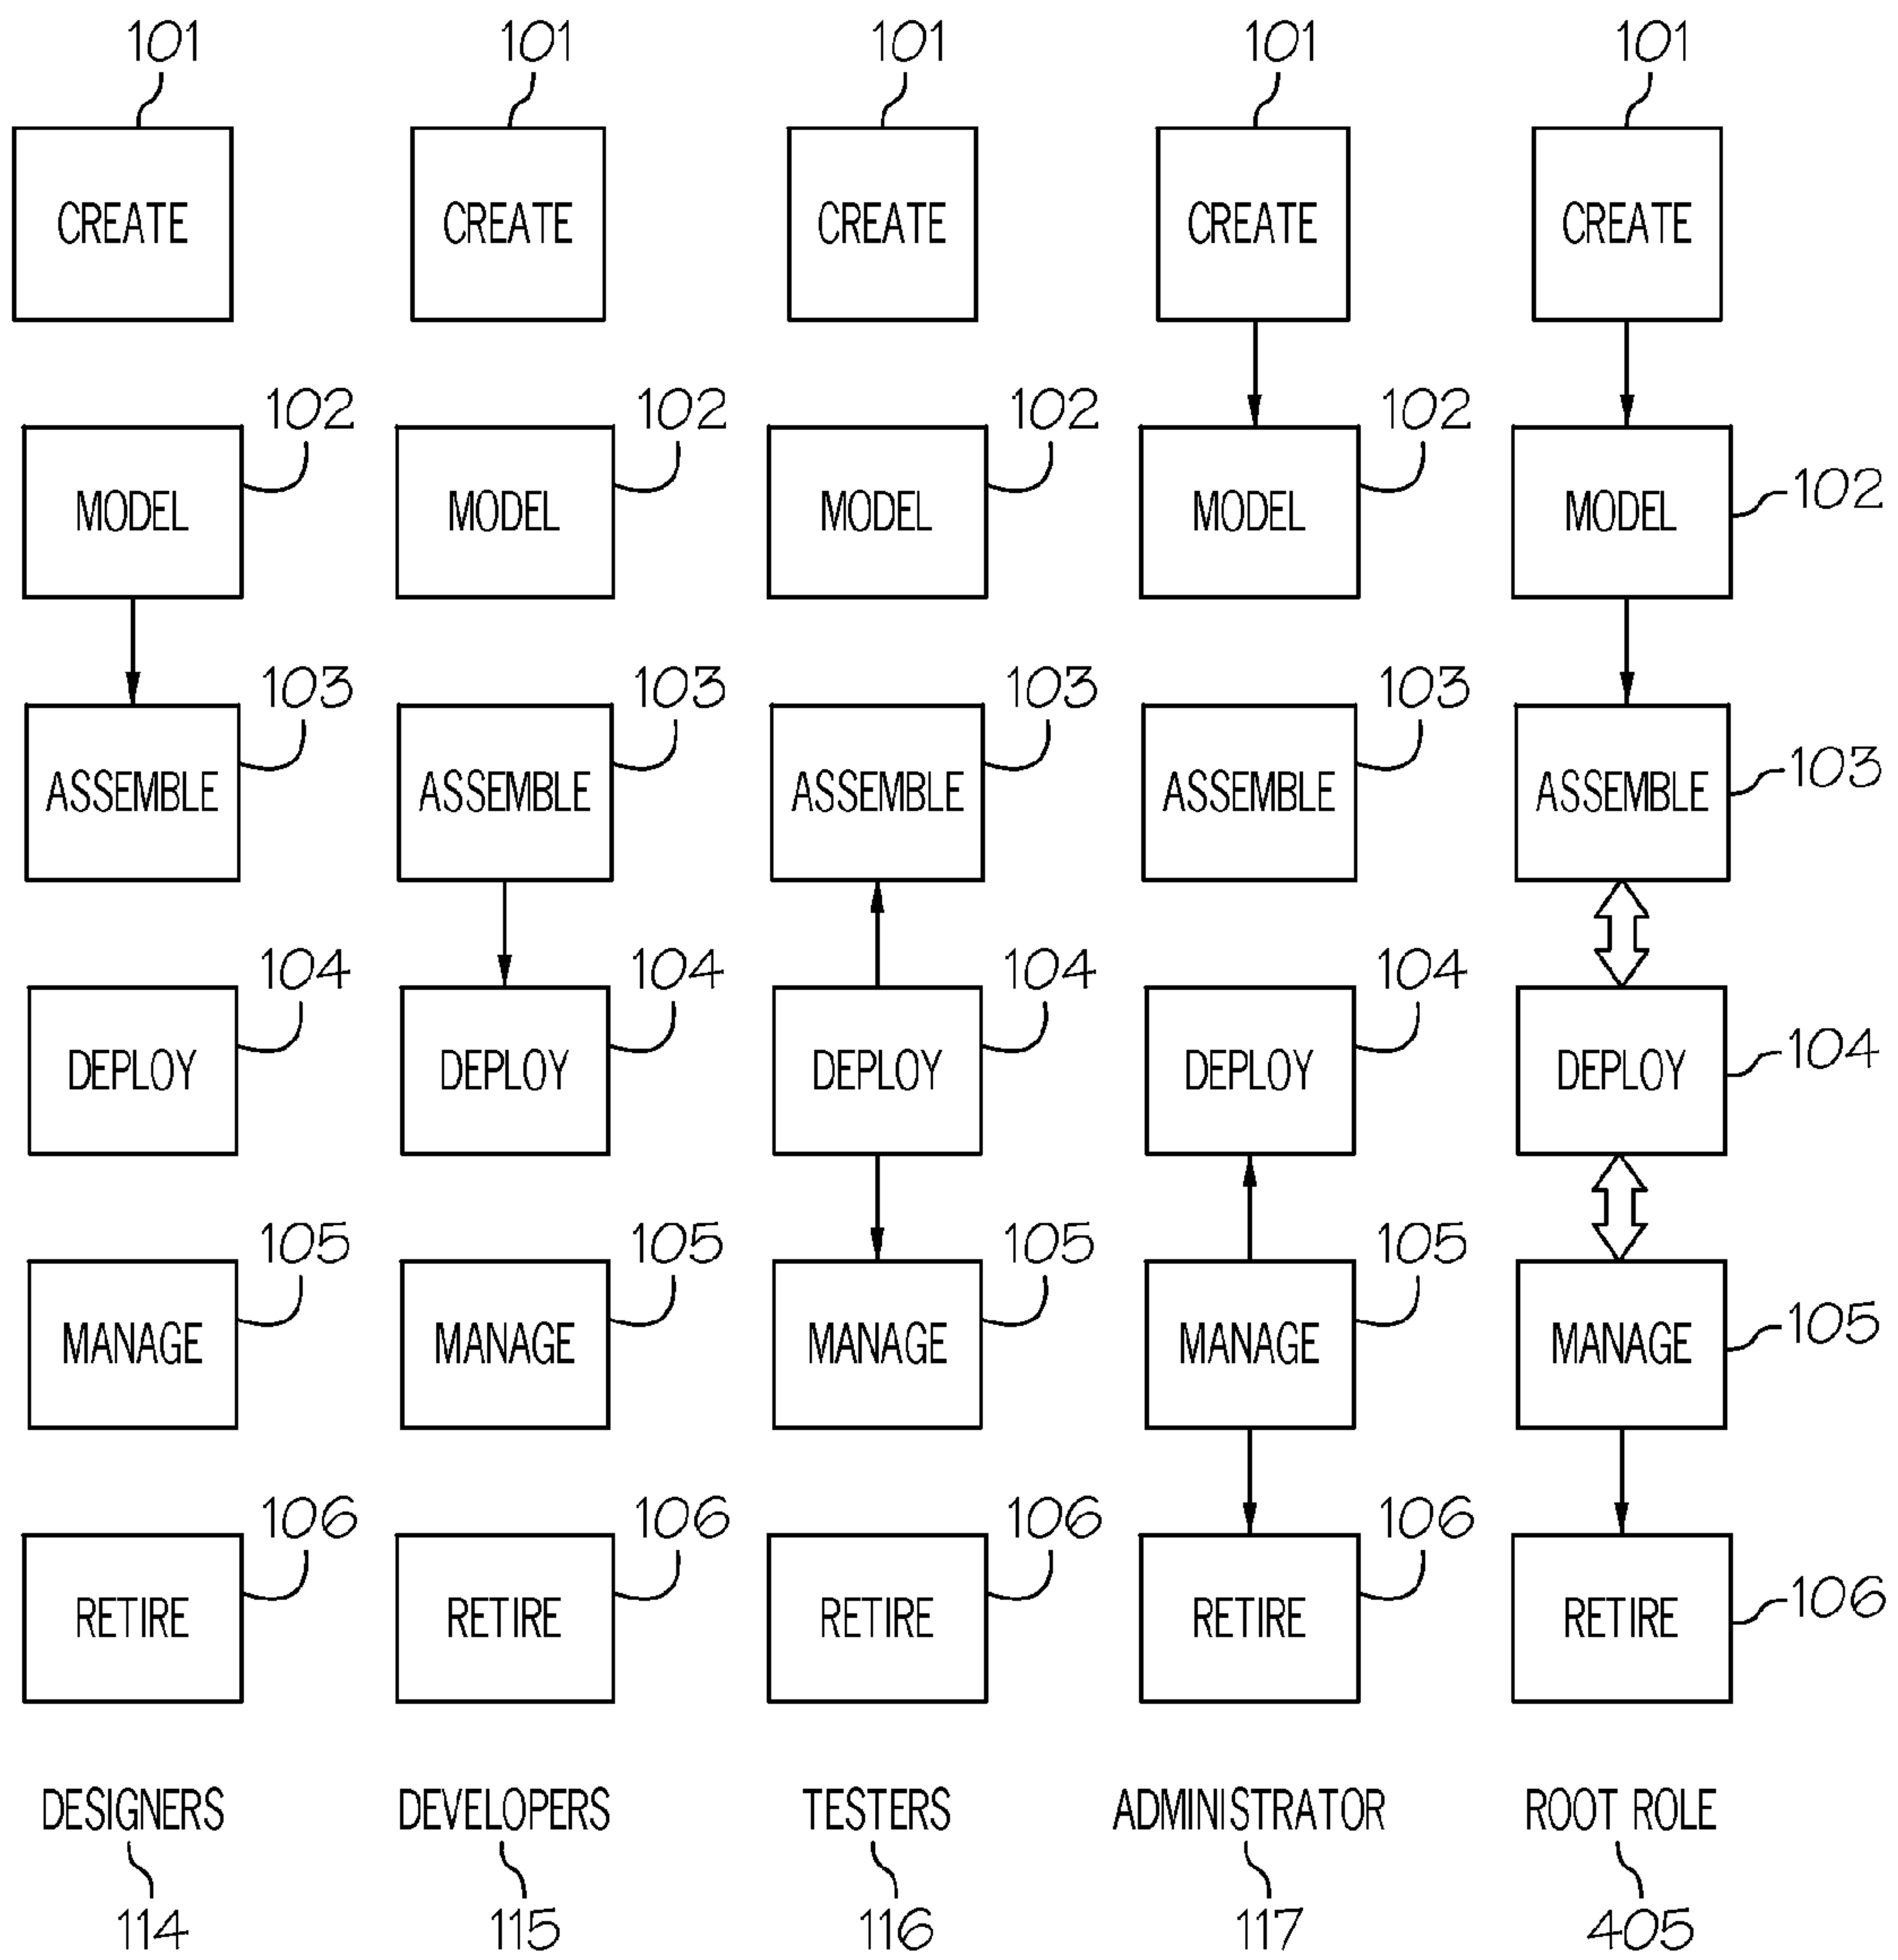 101 101 101 101 101
CREATE CREATE CREATE CREATE CREATE
102 102 102 102 102
MODEL MODEL MODEL MODEL MODEL
103 103 103 103 103
ASSEMBLE ASSEMBLE ASSEMBLE ASSEMBLE ASSEMBLE
104 104 104 104 104
DEPLOY DEPLOY DEPLOY DEPLOY DEPLOY
105 105 105 105 105
MANAGE MANAGE MANAGE MANAGE MANAGE
106 106 106 106 106
RETIRE RETIRE RETIRE RETIRE RETIRE
DESIGNERS DEVELOPERS TESTERS ADMINISTRATOR ROOT ROLE
114 115 116 117 405